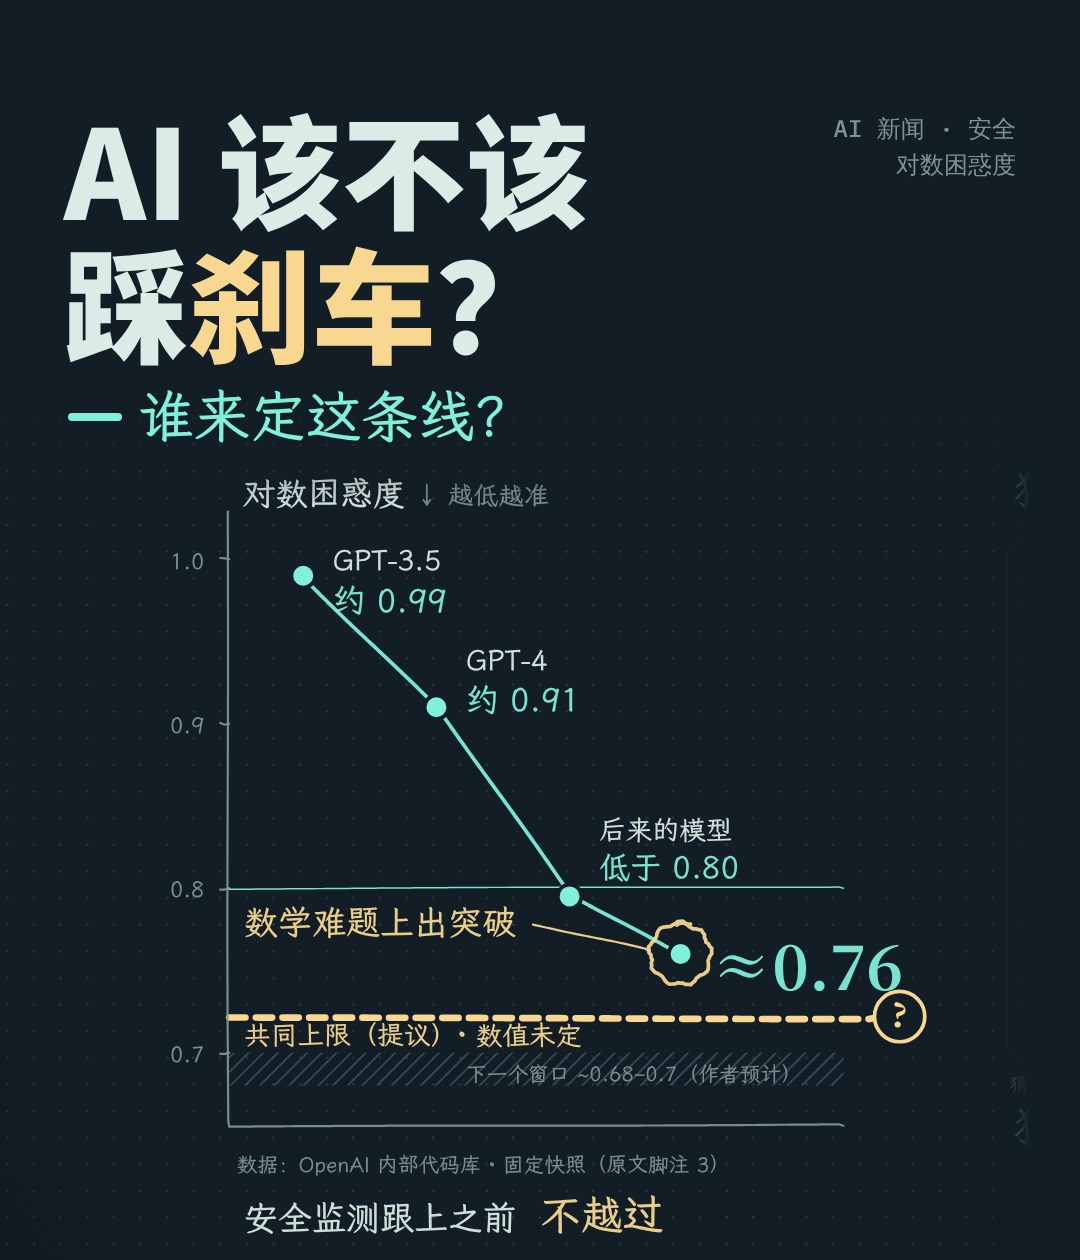 AI 该不该
踩刹车?
AI 新闻 · 安全
对数困惑度
谁来定这条线?
对数困惑度 ↓ 越低越准
1.0
GPT-3.5
约 0.99
GPT-4
约 0.91
0.9
后来的模型
低于 0.80
0.8
数学难题上出突破
≈0.76
?
共同上限（提议）· 数值未定
0.7
下一个窗口 ~0.68–0.7（作者预计）
数据：OpenAI 内部代码库 · 固定快照（原文脚注 3）
安全监测跟上之前 不越过